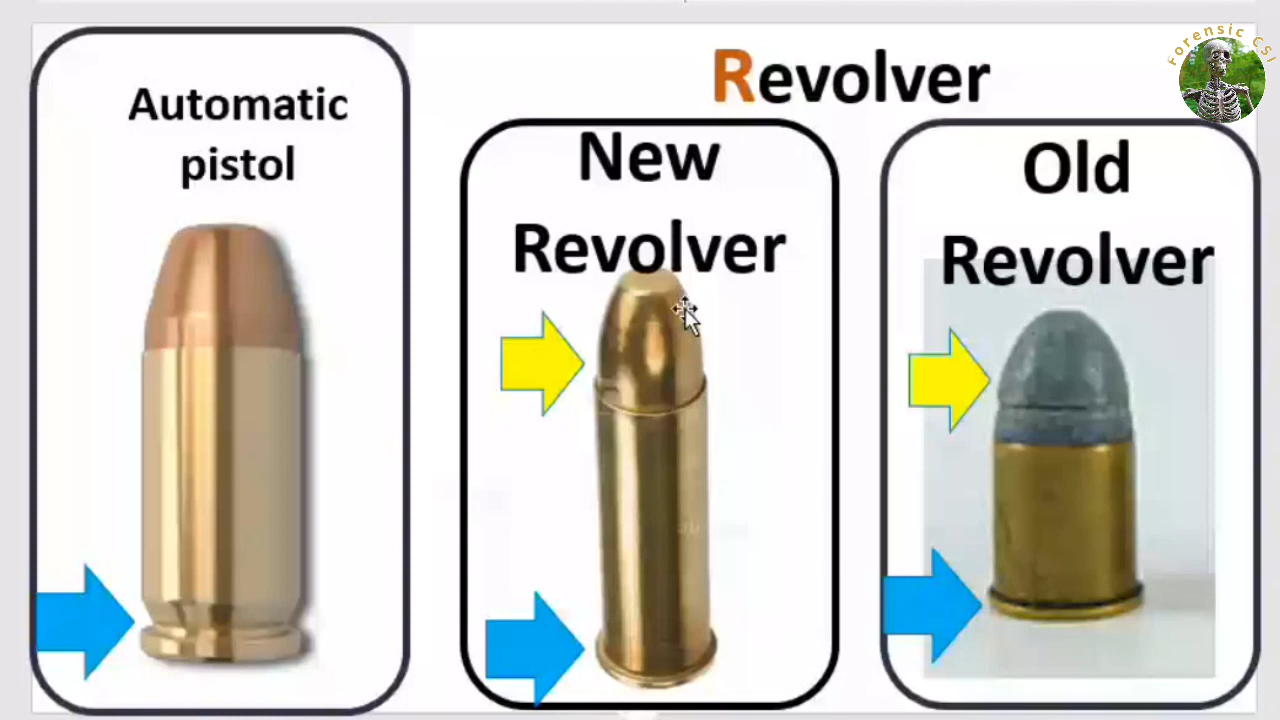 Automatic
pistol
Revolver
New
Revolver
Old
Revolver
Forensic CSI